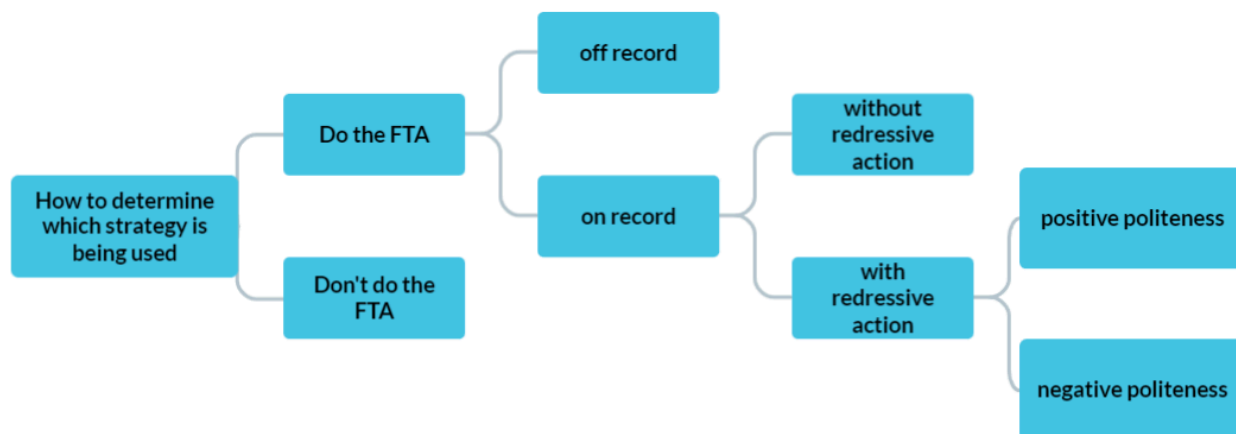 off record
Do the FTA
without
redressive
action
How to determine
which strategy is
being used
on record
positive politeness
Don't do the
FTA
with
redressive
action
negative politeness